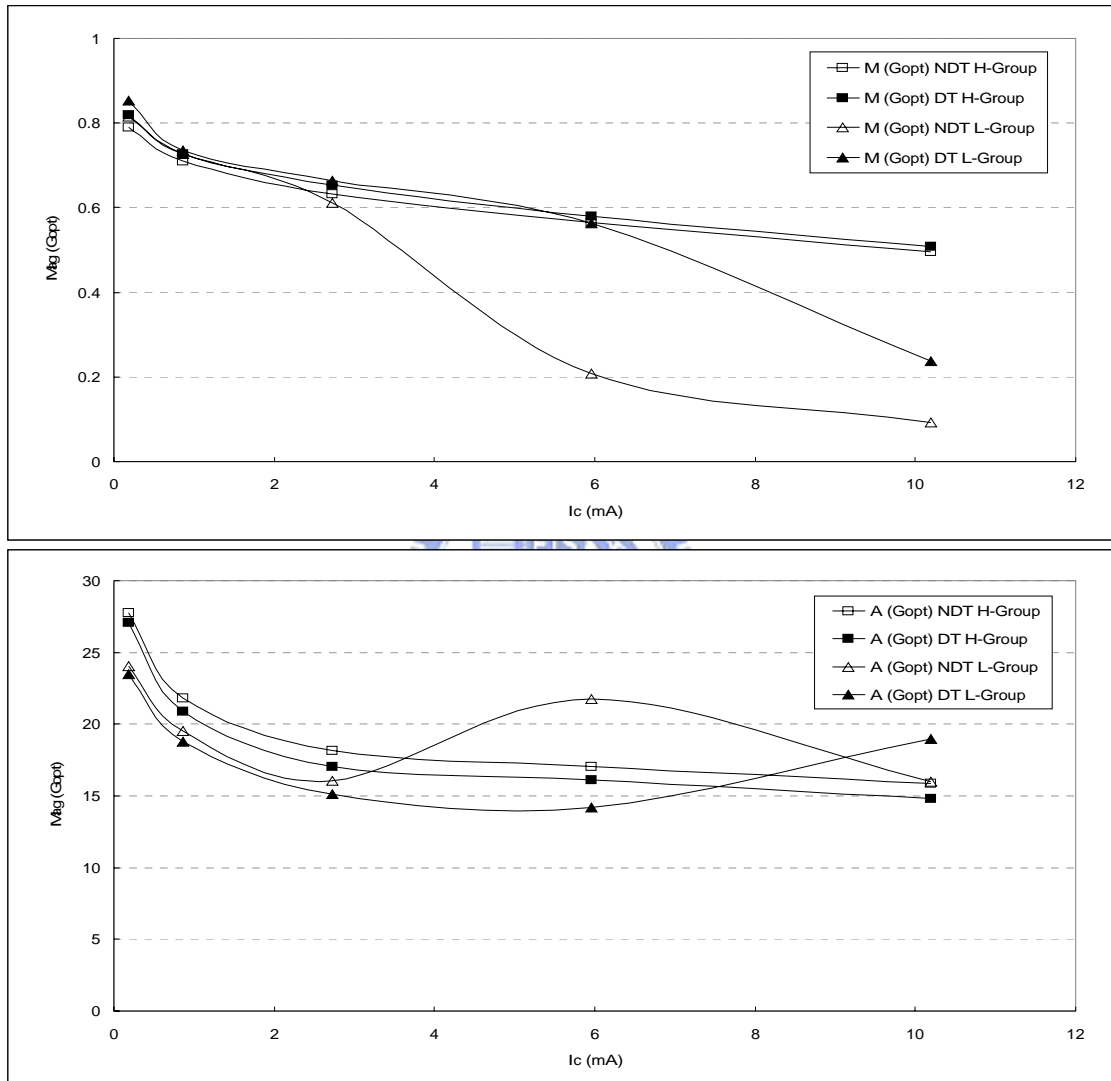 1
0.8
0.6
0.4
0.2
0
Mag (Gopt)
0
2
4
6
8
10
12
Ic (mA)
M (Gopt) NDT H-Group
M (Gopt) DT H-Group
M (Gopt) NDT L-Group
M (Gopt) DT L-Group
30
25
20
15
10
5
0
Mag (Gopt)
0
2
4
6
8
10
12
Ic (mA)
A (Gopt) NDT H-Group
A (Gopt) DT H-Group
A (Gopt) NDT L-Group
A (Gopt) DT L-Group